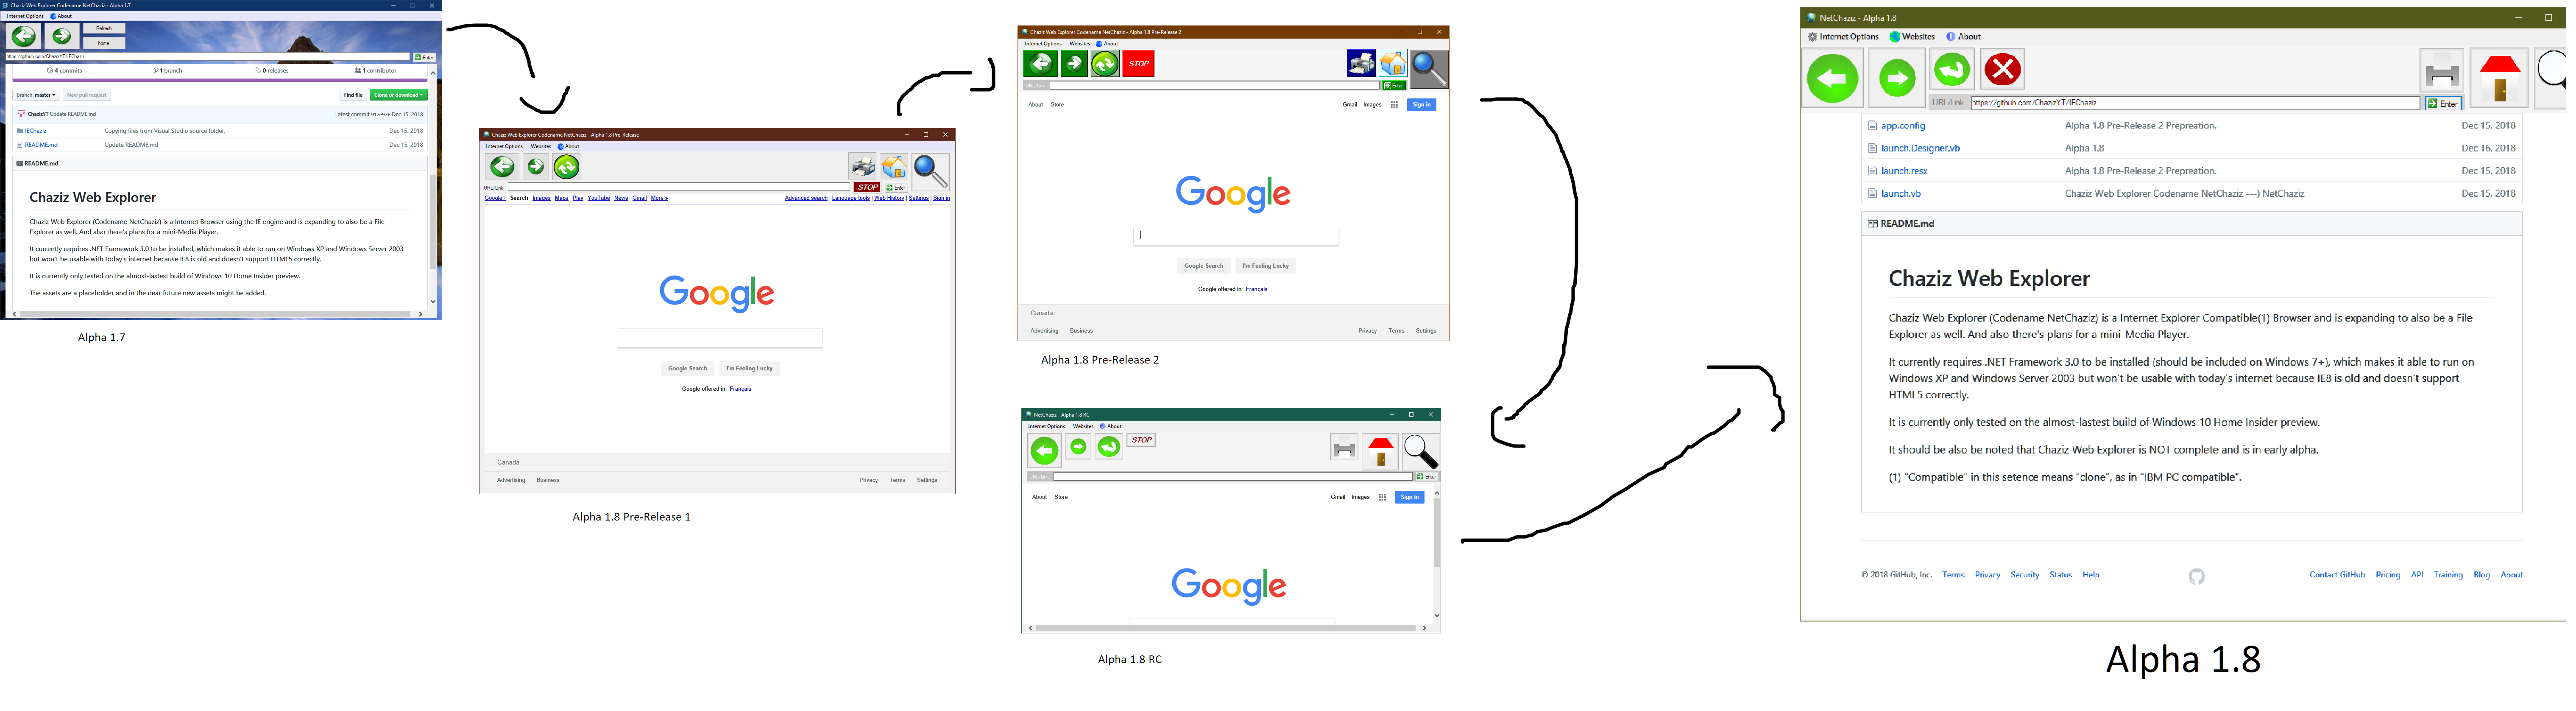 Chaziz Web Explorer Codename NetChaziz - Alpha 1.7
Internet Options About
Refresh
home
https://github.com/ChazizYT/IEChaziz Enter
4 commits 1 branch 0 releases 1 contributor
Branch: master New pull request Find file Clone or download
ChazizYT Update README.md Latest commit 917e97f Dec 15, 2018
IEChaziz Copying files from Visual Studio source folder. Dec 15, 2018
README.md Update README.md Dec 15, 2018
README.md
Chaziz Web Explorer
Chaziz Web Explorer (Codename NetChaziz) is a Internet Browser using the IE engine and is expanding to also be a File
Explorer as well. And also there's plans for a mini-Media Player.
It currently requires .NET Framework 3.0 to be installed, which makes it able to run on Windows XP and Windows Server 2003
but won't be usable with today's internet because IE8 is old and doesn't support HTML5 correctly.
It is currently only tested on the almost-lastest build of Windows 10 Home Insider preview.
The assets are a placeholder and in the near future new assets might be added.
Alpha 1.7
Chaziz Web Explorer Codename NetChaziz - Alpha 1.8 Pre-Release
Internet Options Websites About
URL/Link STOP Enter
Google+ Search Images Maps Play YouTube News Gmail More » Advanced search | Language tools | Web History | Settings | Sign in
Google
Google Search I'm Feeling Lucky
Google offered in: Français
Canada
Advertising Business Privacy Terms Settings
Alpha 1.8 Pre-Release 1
Chaziz Web Explorer Codename NetChaziz - Alpha 1.8 Pre-Release 2
Internet Options Websites About
STOP
URL/Link Enter
About Store Gmail Images Sign in
Google
Google Search I'm Feeling Lucky
Google offered in: Français
Canada
Advertising Business Privacy Terms Settings
Alpha 1.8 Pre-Release 2
NetChaziz - Alpha 1.8 RC
Internet Options Websites About
STOP
URL/Link Enter
About Store Gmail Images Sign in
Google
Alpha 1.8 RC
NetChaziz - Alpha 1.8
Internet Options Websites About
URL/Link https://github.com/ChazizYT/IEChaziz Enter
app.config Alpha 1.8 Pre-Release 2 Prepreation. Dec 15, 2018
launch.Designer.vb Alpha 1.8 Dec 16, 2018
launch.resx Alpha 1.8 Pre-Release 2 Prepreation. Dec 15, 2018
launch.vb Chaziz Web Explorer Codename NetChaziz ---) NetChaziz Dec 15, 2018
README.md
Chaziz Web Explorer
Chaziz Web Explorer (Codename NetChaziz) is a Internet Explorer Compatible(1) Browser and is expanding to also be a File
Explorer as well. And also there's plans for a mini-Media Player.
It currently requires .NET Framework 3.0 to be installed (should be included on Windows 7+), which makes it able to run on
Windows XP and Windows Server 2003 but won't be usable with today's internet because IE8 is old and doesn't support
HTML5 correctly.
It is currently only tested on the almost-lastest build of Windows 10 Home Insider preview.
It should be also be noted that Chaziz Web Explorer is NOT complete and is in early alpha.
(1) "Compatible" in this setence means "clone", as in "IBM PC compatible".
© 2018 GitHub, Inc. Terms Privacy Security Status Help Contact GitHub Pricing API Training Blog About
Alpha 1.8